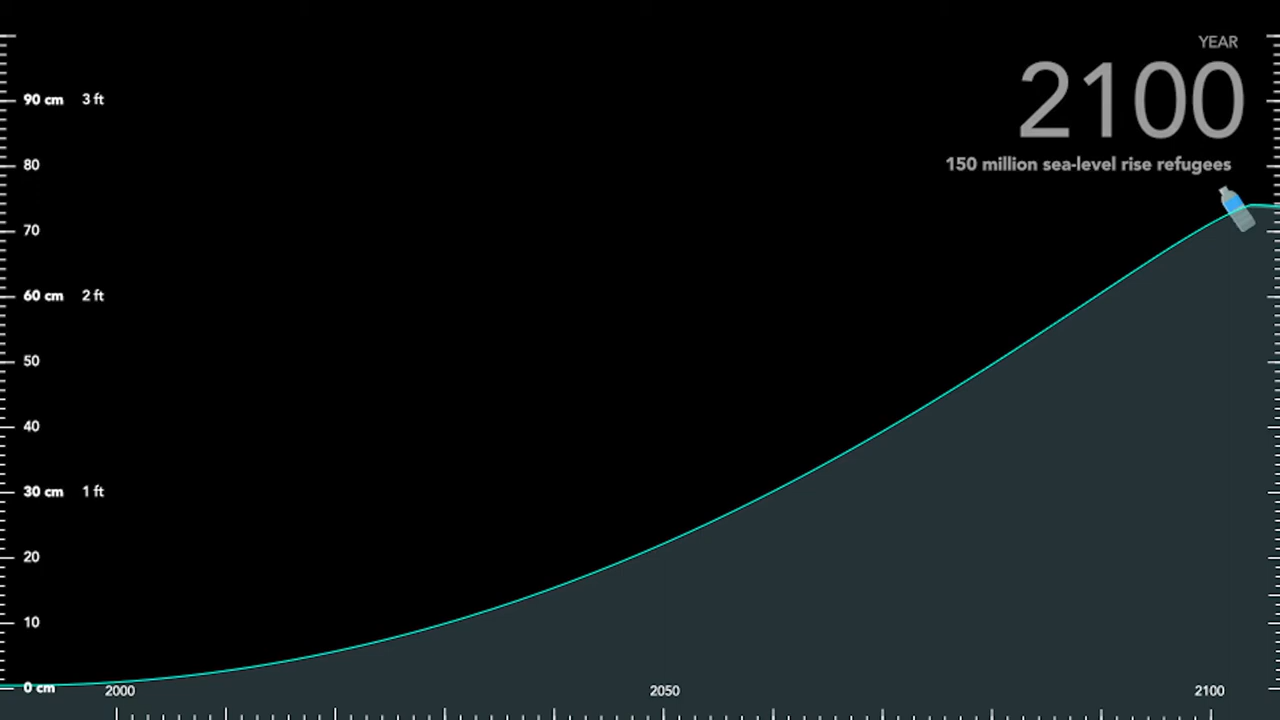 YEAR
2100
150 million sea-level rise refugees
90 cm 3 ft
80
70
60 cm 2 ft
50
40
30 cm 1 ft
20
10
0 cm
2000 2050 2100